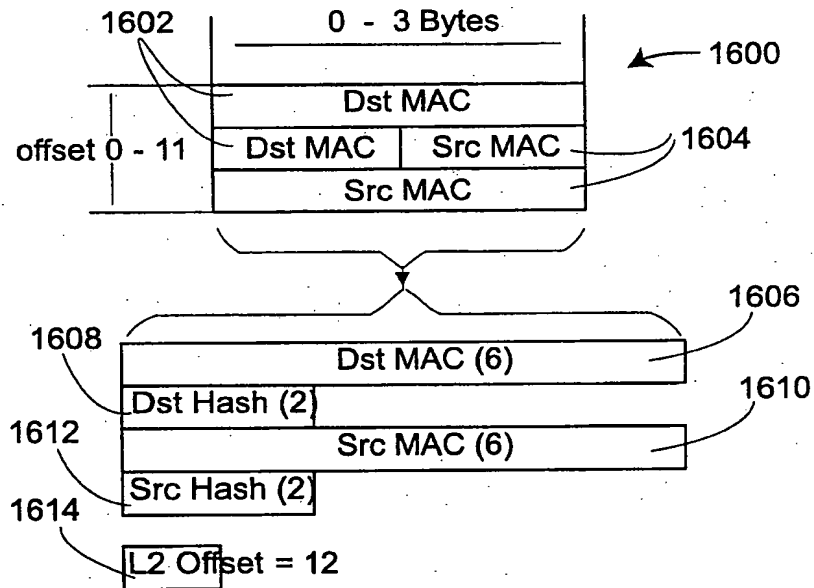 1602
0 - 3 Bytes
1600
Dst MAC
offset 0 - 11
Dst MAC
Src MAC
1604
Src MAC
1606
1608
Dst MAC (6)
Dst Hash (2)
1610
1612
Src MAC (6)
Src Hash (2)
1614
L2 Offset = 12